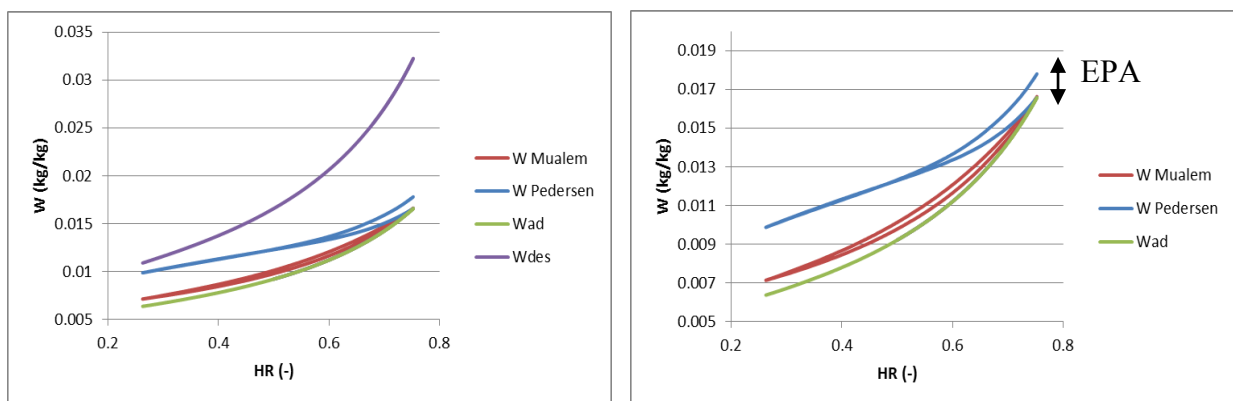 0.035
0.03
0.025
0.02
0.015
0.01
0.005
W (kg/kg)
0.2
0.4
0.6
0.8
HR (-)
W Mualem
W Pedersen
Wad
Wdes
0.019
0.017
0.015
0.013
0.011
0.009
0.007
0.005
W (kg/kg)
0.2
0.4
0.6
0.8
HR (-)
EPA
W Mualem
W Pedersen
Wad